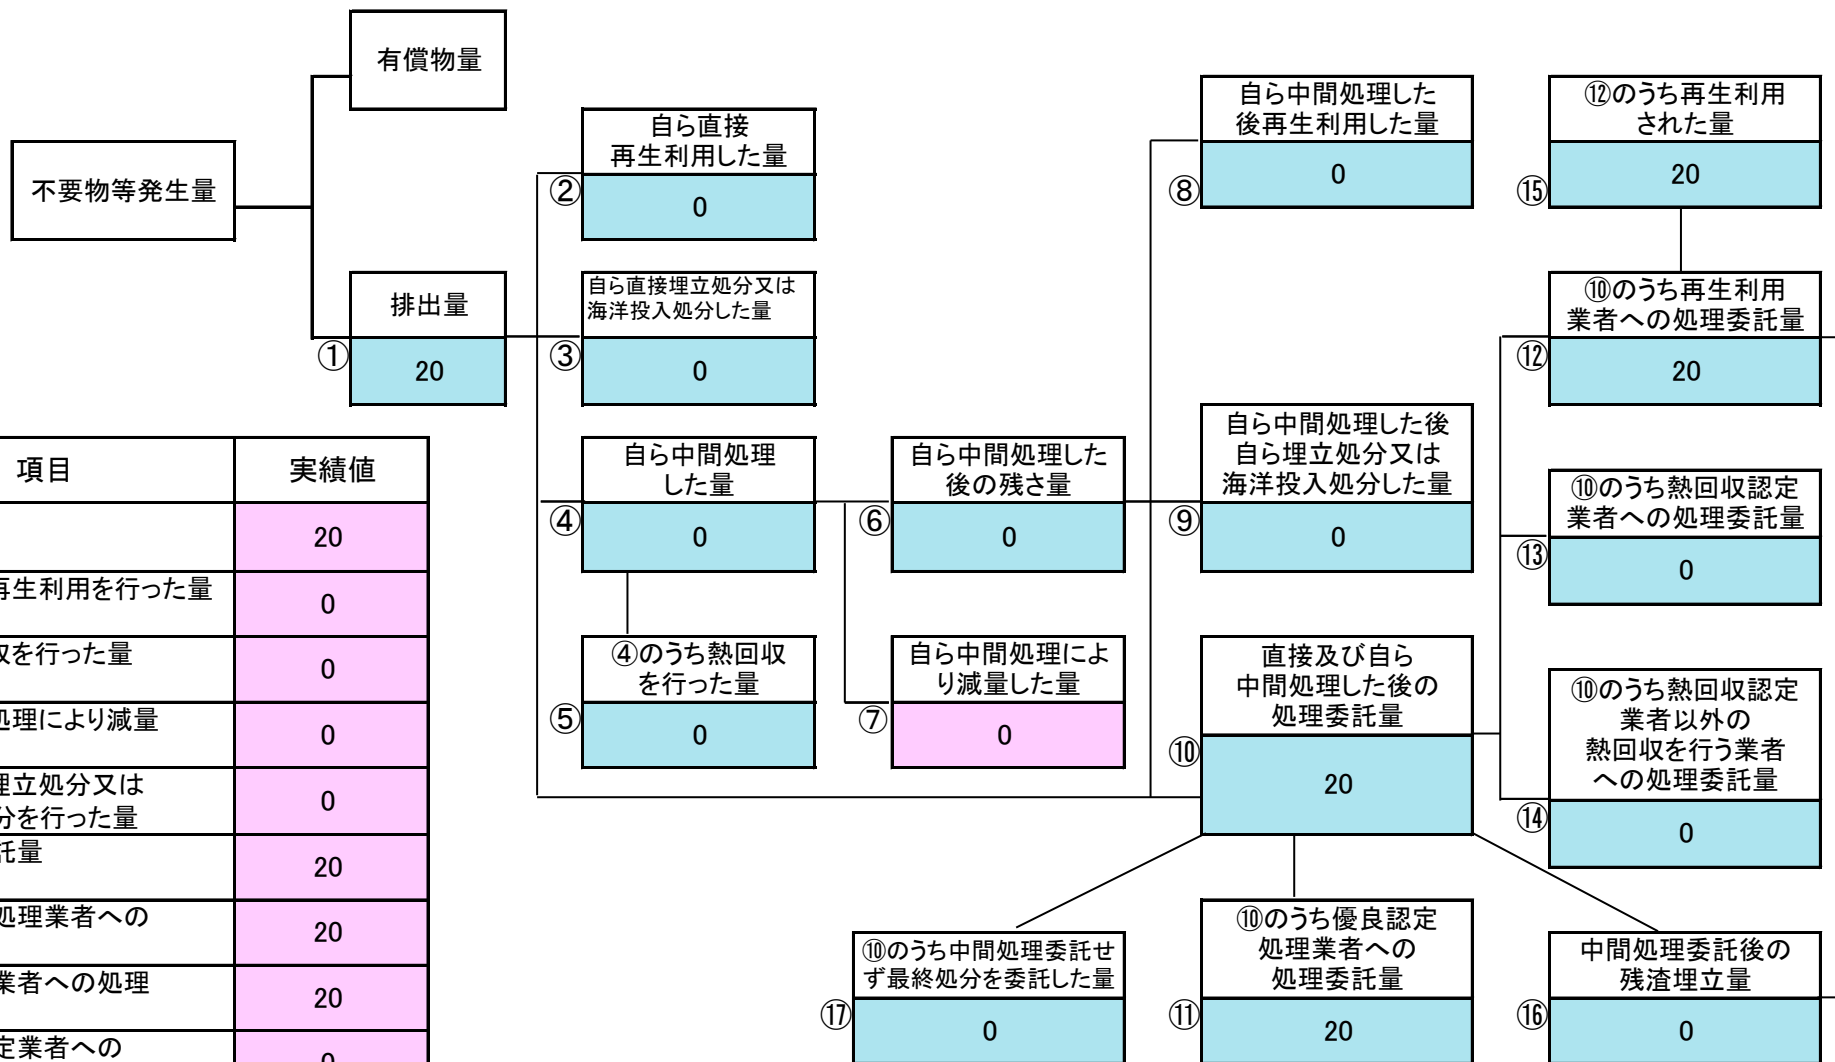 有償物量
不要物等発生量
排出量
①
20
自ら直接
再生利用した量
②
0
自ら直接埋立処分又は
海洋投入処分した量
③
0
自ら中間処理
した量
④
0
④のうち熱回収
を行った量
⑤
0
自ら中間処理した
後の残さ量
⑥
0
自ら中間処理によ
り減量した量
⑦
0
自ら中間処理した
後再生利用した量
⑧
0
自ら中間処理した後
自ら埋立処分又は
海洋投入処分した量
⑨
0
直接及び自ら
中間処理した後の
処理委託量
⑩
20
⑫のうち再生利用
された量
⑮
20
⑩のうち再生利用
業者への処理委託量
⑫
20
⑩のうち熱回収認定
業者への処理委託量
⑬
0
⑩のうち熱回収認定
業者以外の
熱回収を行う業者
への処理委託量
⑭
0
⑩のうち中間処理委託せ
ず最終処分を委託した量
⑰
0
⑩のうち優良認定
処理業者への
処理委託量
⑪
20
中間処理委託後の
残渣埋立量
⑯
0
項目 実績値
20
再生利用を行った量 0
を行った量 0
処理により減量 0
埋立処分又は
分を行った量 0
託量 20
処理業者への 20
業者への処理 20
定業者への